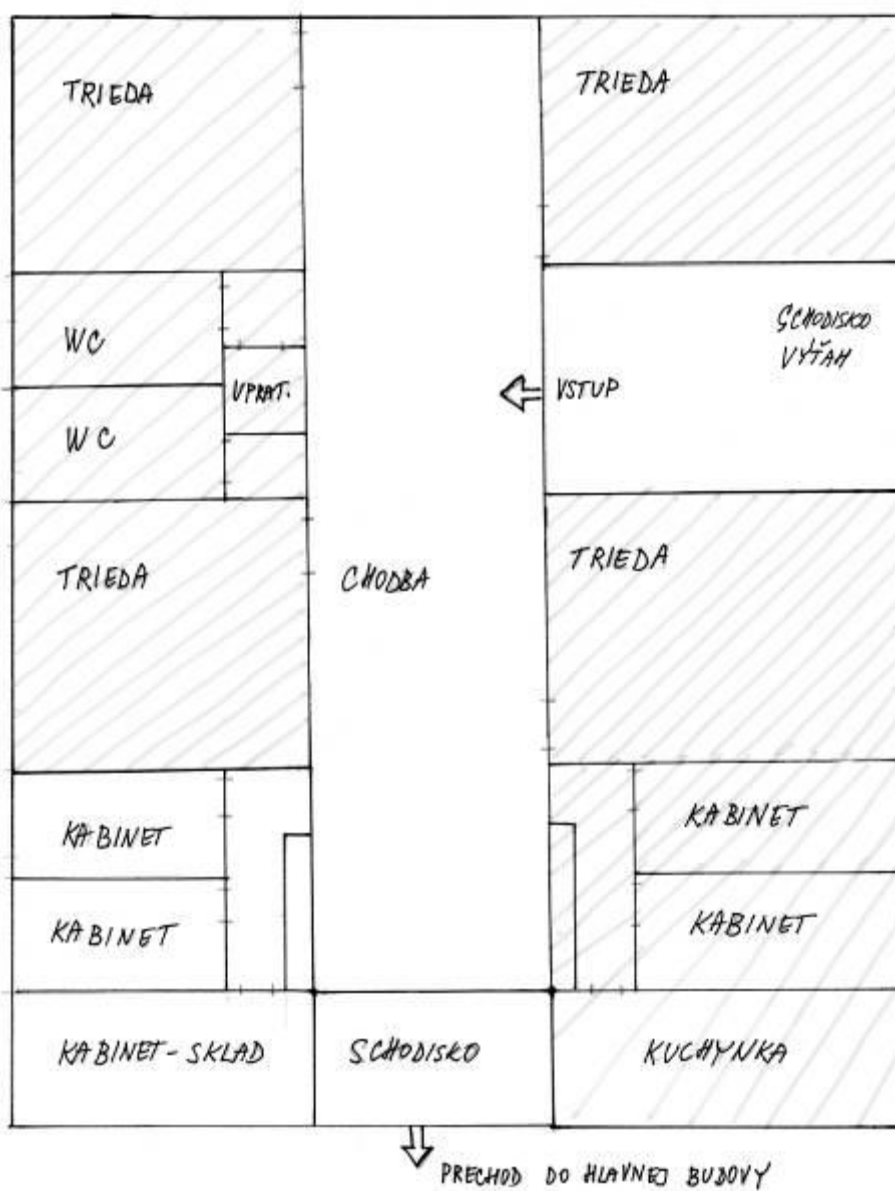 TRIEDA
TRIEDA
WC
UPRAT.
WC
SCHODISKO
VÝŤAH
VSTUP
TRIEDA
CHODBA
TRIEDA
KABINET
KABINET
KABINET
KABINET
KABINET-SKLAD
SCHODISKO
KUCHYNKA
PRECHOD DO HLAVNEJ BUDOVY